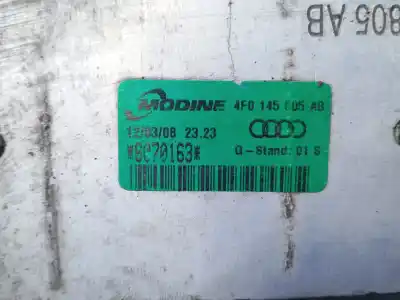 805 AB
MODINE 4F0 145 805 AB
12/03/08 23.23
*6C70163* Q-Stand: 01 S